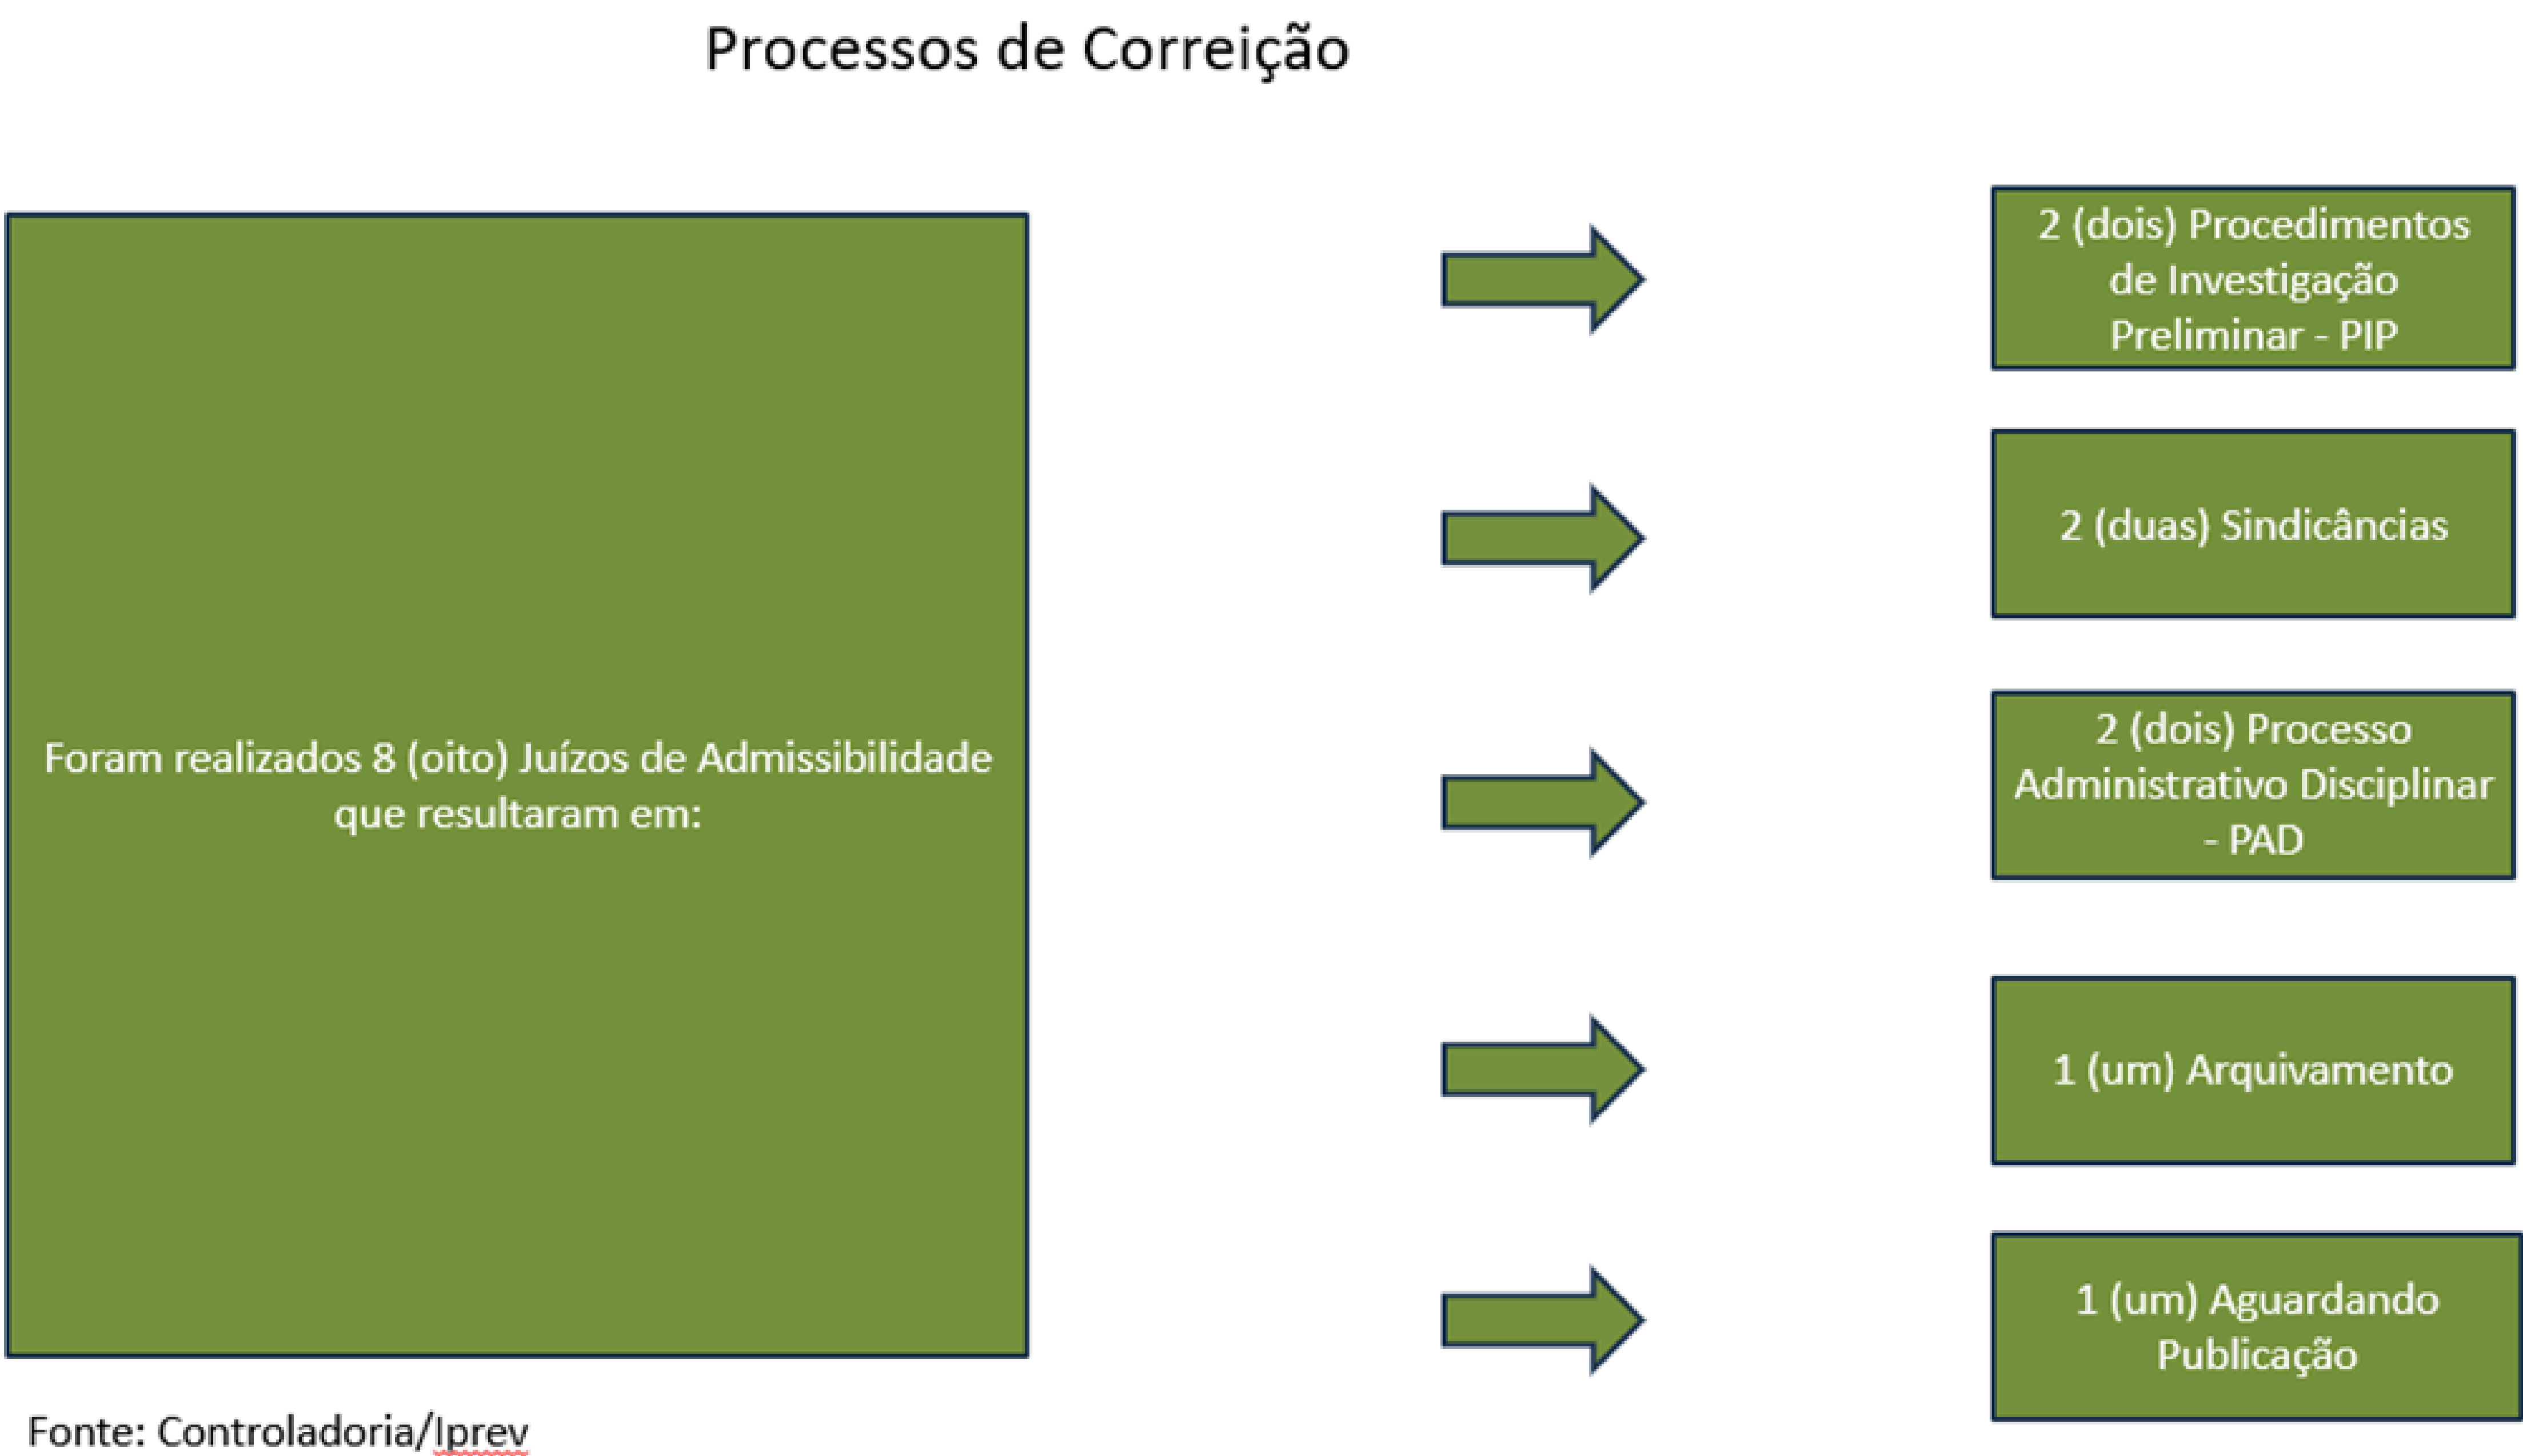 Processos de Correição
Foram realizados 8 (oito) Juízos de Admissibilidade
que resultaram em:
2 (dois) Procedimentos
de Investigação
Preliminar - PIP
2 (duas) Sindicâncias
2 (dois) Processo
Administrativo Disciplinar
- PAD
1 (um) Arquivamento
1 (um) Aguardando
Publicação
Fonte: Controladoria/Iprev